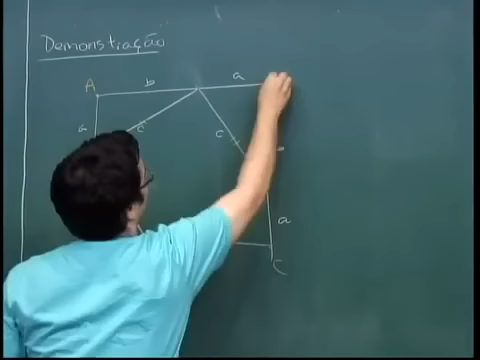 Demonstração
A b a
a c c
a
C